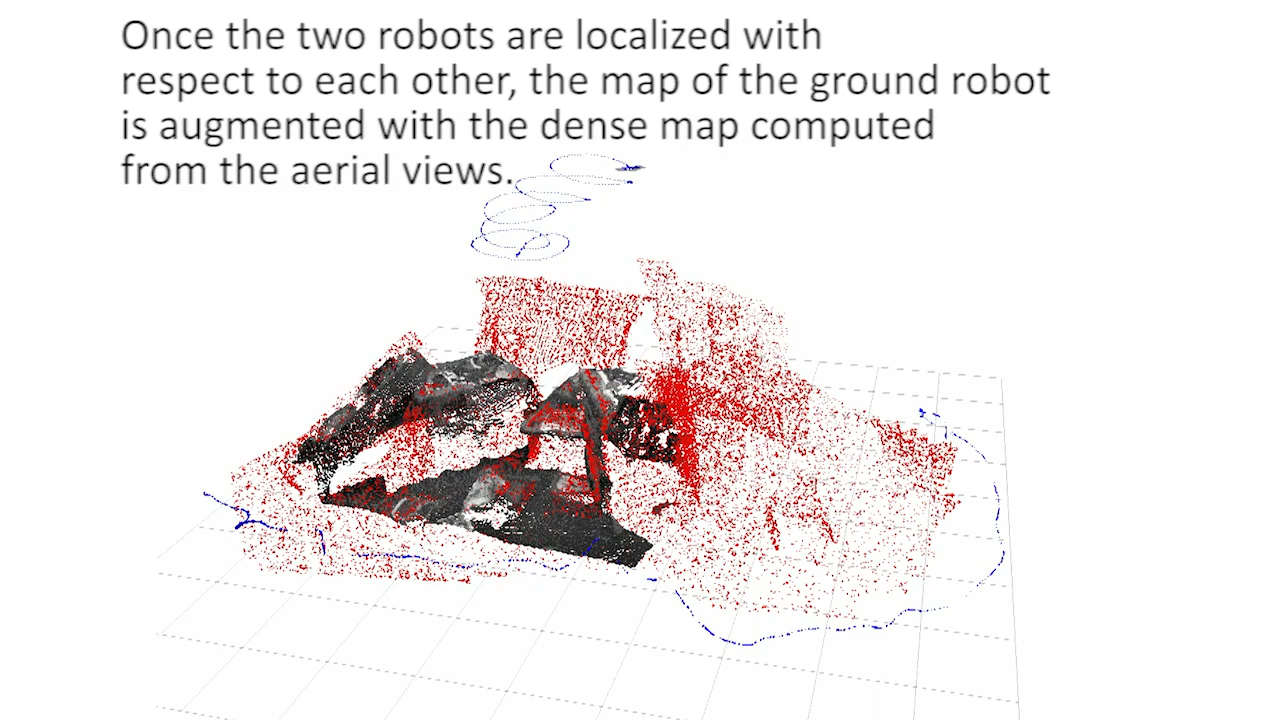 Once the two robots are localized with
respect to each other, the map of the ground robot
is augmented with the dense map computed
from the aerial views.